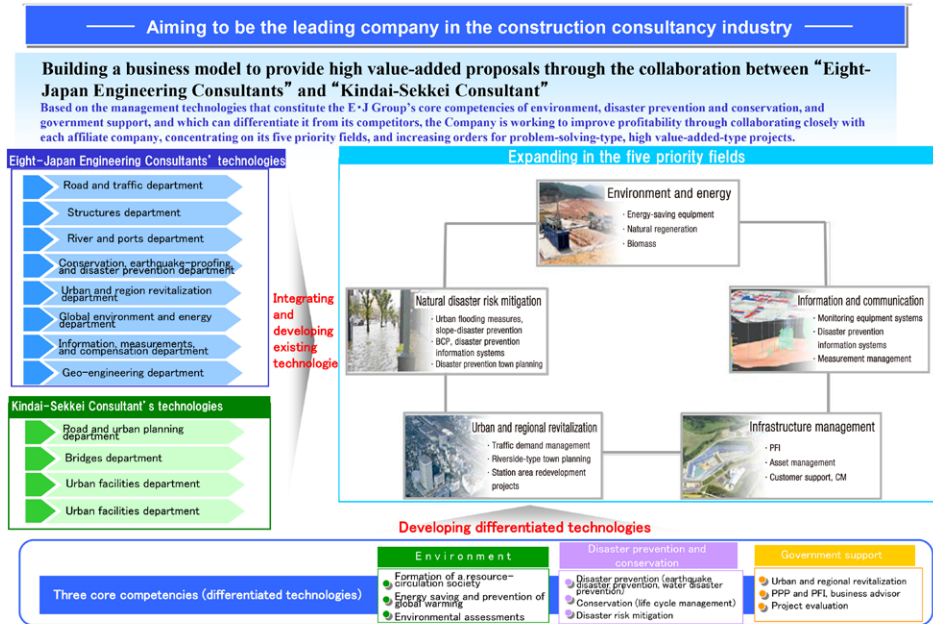 Aiming to be the leading company in the construction consultancy industry
Building a business model to provide high value-added proposals through the collaboration between “Eight-
Japan Engineering Consultants” and “Kindai-Sekkei Consultant”
Based on the management technologies that constitute the E・J Group's core competencies of environment, disaster prevention and conservation, and
government support, and which can differentiate it from its competitors, the Company is working to improve profitability through collaborating closely with
each affiliate company, concentrating on its five priority fields, and increasing orders for problem-solving-type, high value-added-type projects.
Eight-Japan Engineering Consultants' technologies
Road and traffic department
Structures department
River and ports department
Conservation, earthquake-proofing,
and disaster prevention department
Urban and region revitalization
department
Global environment and energy
department
Information, measurements,
and compensation department
Geo-engineering department
Kindai-Sekkei Consultant's technologies
Road and urban planning
department
Bridges department
Urban facilities department
Urban facilities department
Integrating
and
developing
existing
technologie
Expanding in the five priority fields
Environment and energy
・Energy-saving equipment
・Natural regeneration
・Biomass
Natural disaster risk mitigation
・Urban flooding measures,
slope-disaster prevention
・BCP, disaster prevention
information systems
・Disaster prevention town planning
Information and communication
・Monitoring equipment systems
・Disaster prevention
information systems
・Measurement management
Urban and regional revitalization
・Traffic demand management
・Riverside-type town planning
・Station area redevelopment
projects
Infrastructure management
・PFI
・Asset management
・Customer support, CM
Developing differentiated technologies
Three core competencies (differentiated technologies)
Environment
Formation of a resource-
circulation society
Energy saving and prevention of
global warming
Environmental assessments
Disaster prevention and
conservation
Disaster prevention (earthquake
disaster prevention, water disaster
prevention)
Conservation (life cycle management)
Disaster risk mitigation
Government support
Urban and regional revitalization
PPP and PFI, business advisor
Project evaluation